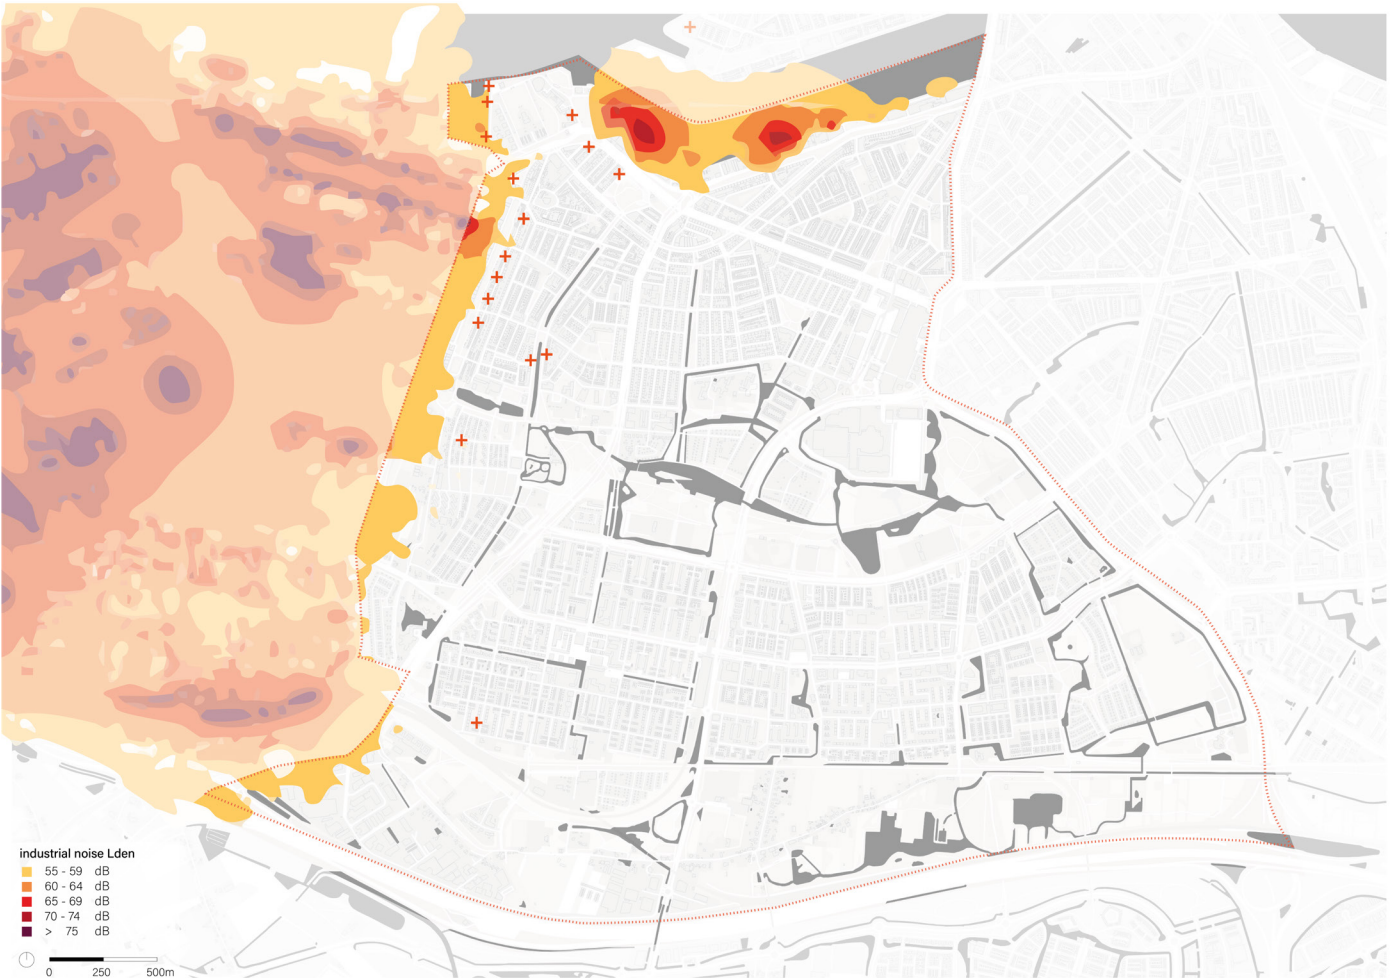 industrial noise Lden
55 - 59 dB
60 - 64 dB
65 - 69 dB
70 - 74 dB
> 75 dB
0 250 500m